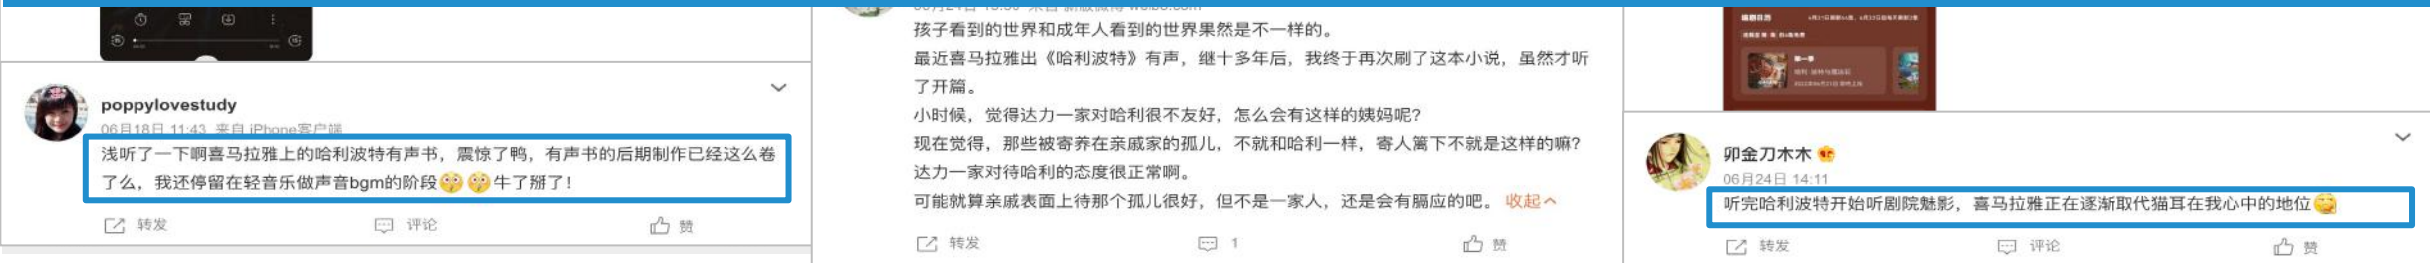 poppylovestudy
06月18日 11:43 来自 iPhone客户端
浅听了一下啊喜马拉雅上的哈利波特有声书，震惊了鸭，有声书的后期制作已经这么卷
了么，我还停留在轻音乐做声音bgm的阶段🤫🤫牛了掰了！
转发 评论 赞
孩子看到的世界和成年人看到的世界果然是不一样的。
最近喜马拉雅出《哈利波特》有声，继十多年后，我终于再次刷了这本小说，虽然才听
了开篇。
小时候，觉得达力一家对哈利很不友好，怎么会有这样的姨妈呢？
现在觉得，那些被寄养在亲戚家的孤儿，不就和哈利一样，寄人篱下不就是这样的嘛？
达力一家对待哈利的态度很正常啊。
可能就算亲戚表面上待那个孤儿很好，但不是一家人，还是会有膈应的吧。 收起
转发 1 赞
第一季
卯金刀木木
06月24日 14:11
听完哈利波特开始听剧院魅影，喜马拉雅正在逐渐取代猫耳在我心中的地位
转发 评论 赞